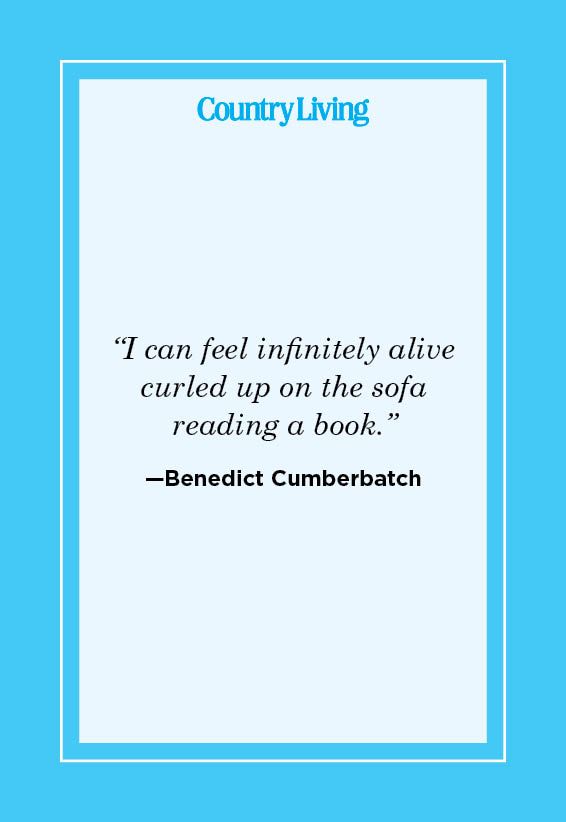 Country Living
“I can feel infinitely alive
curled up on the sofa
reading a book.”
—Benedict Cumberbatch